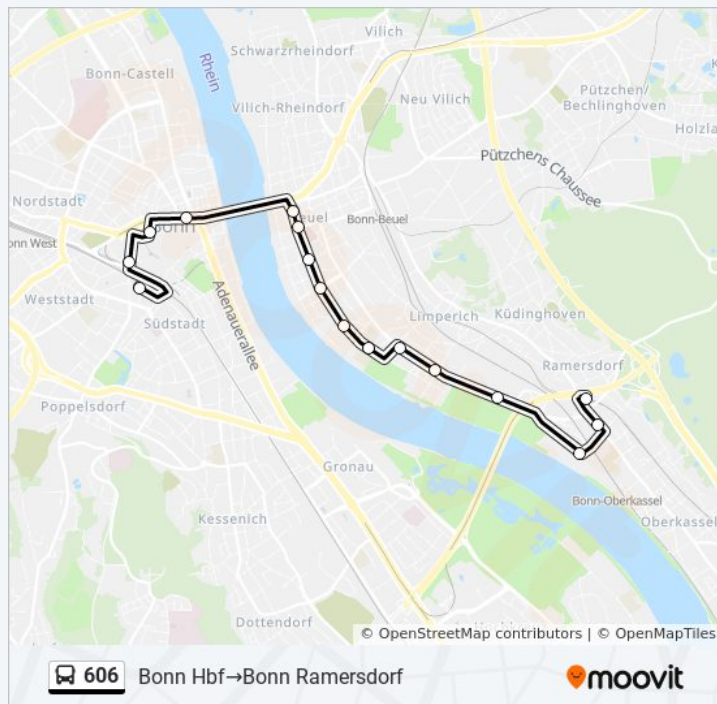 Vilich
Schwarzrheindorf
Rhein
Bonn-Castell
Vilich-Rheindorf
Neu Vilich
Pützchen/
Bechlinghoven
Holzla
Pützchens Chaussee
Nordstadt
Beuel
Bonn-Beuel
onn West
Bonn
Weststadt
Südstadt
Adenauerallee
Limperich
Küdinghoven
Ramersdorf
Poppelsdorf
Gronau
Bonn-Oberkassel
Oberkassel
Kessenich
Dottendorf
© OpenStreetMap contributors | © OpenMapTiles
606 Bonn Hbf→Bonn Ramersdorf
moovit